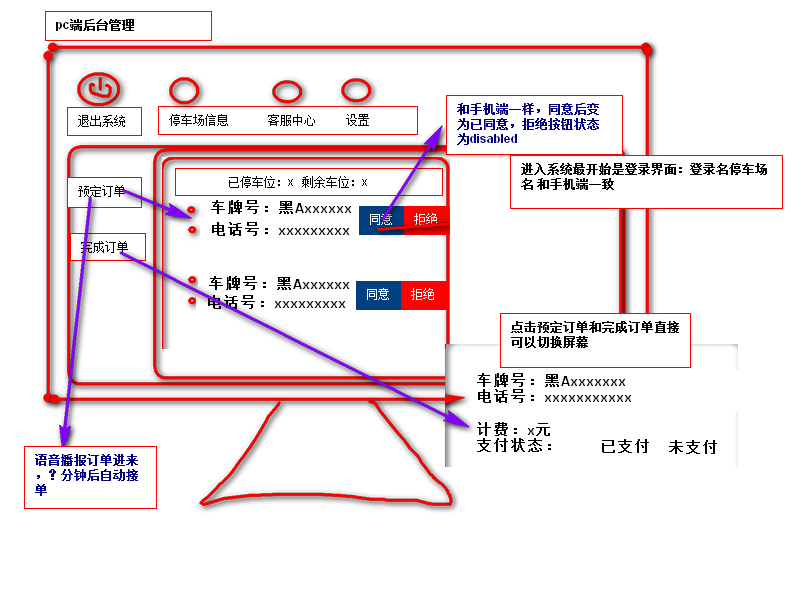 pc端后台管理
退出系统
停车场信息 客服中心 设置
和手机端一样，同意后变
为已同意，拒绝按钮状态
为disabled
进入系统最开始是登录界面：登录名停车场
名 和手机端一致
已停车位：x 剩余车位：x
预定订单
完成订单
车牌号：黑Axxxxxx
电话号：xxxxxxxxx
同意 拒绝
车牌号：黑Axxxxxx
电话号：xxxxxxxxx
同意 拒绝
点击预定订单和完成订单直接
可以切换屏幕
车牌号：黑Axxxxxxx
电话号：xxxxxxxxxxx
计费：x元
支付状态： 已支付 未支付
语音播报订单进来
，？分钟后自动接
单